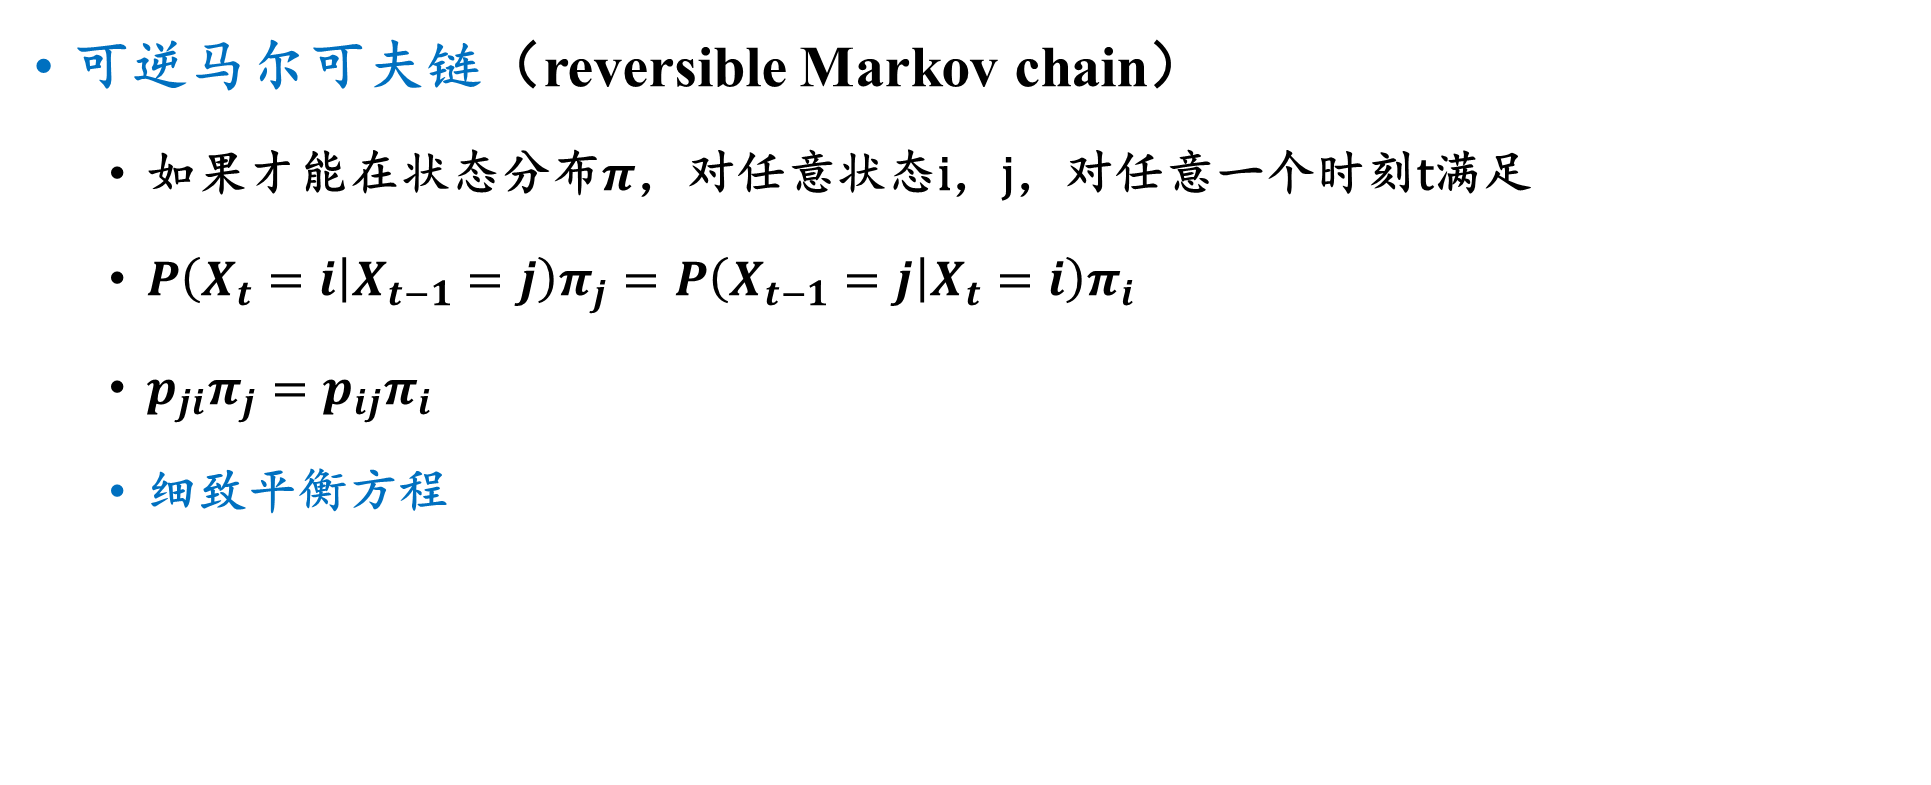 • 可逆马尔可夫链（reversible Markov chain）
• 如果才能在状态分布π，对任意状态i，j，对任意一个时刻t满足
• P(X_t = i|X_{t−1} = j)π_j = P(X_{t−1} = j|X_t = i)π_i
• p_{ji}π_j = p_{ij}π_i
• 细致平衡方程